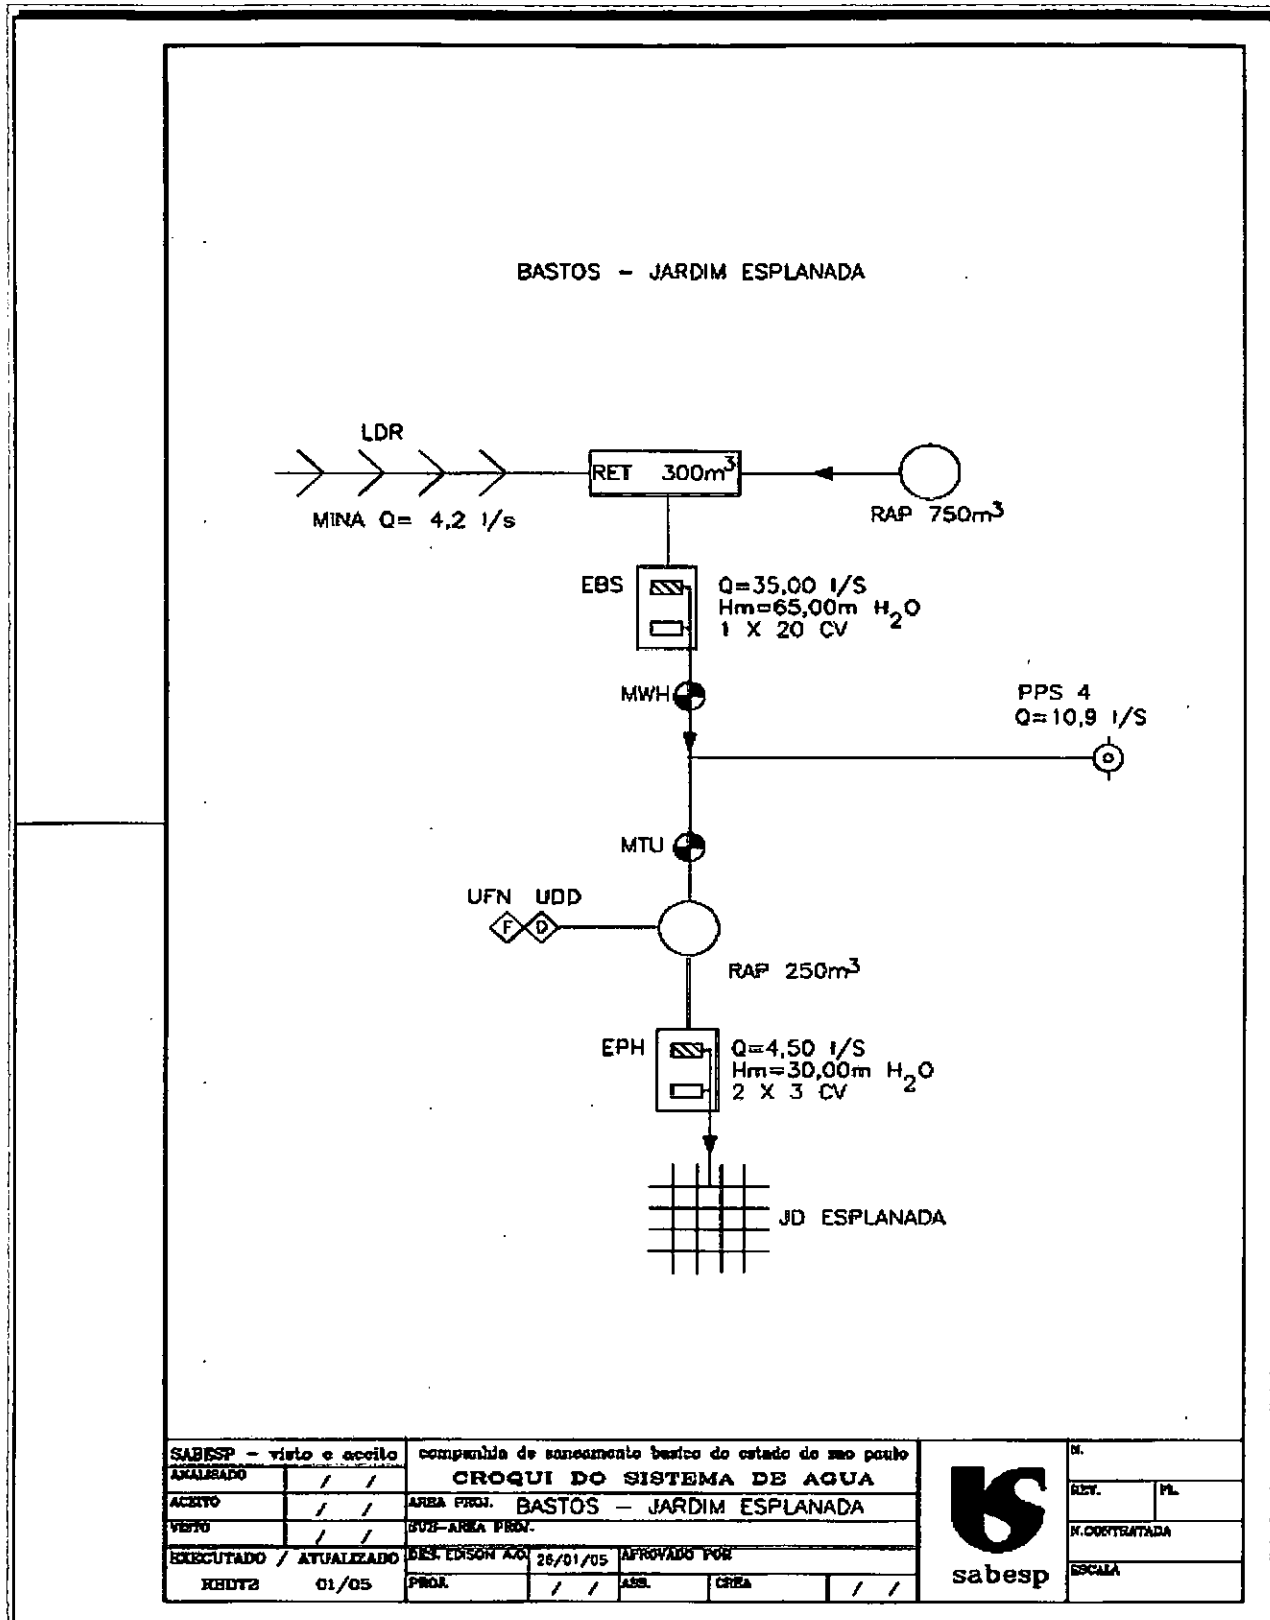 BASTOS - JARDIM ESPLANADA
LDR
RET 300m³
MINA Q= 4,2 l/s
RAP 750m³
EBS
Q=35,00 l/S
Hm=65,00m H₂O
1 X 20 CV
MWH
PPS 4
Q=10,9 l/S
MTU
UFN UDD
F D
RAP 250m³
EPH
Q=4,50 l/S
Hm=30,00m H₂O
2 X 3 CV
JD ESPLANADA
SABESP - visto e aceito
companhia de saneamento basico do estado de sao paulo
ANALISADO / /
CROQUI DO SISTEMA DE AGUA
ACEITO / /
AREA PROJ. BASTOS - JARDIM ESPLANADA
VISTO / /
SUB-AREA PROJ.
EXECUTADO / ATUALIZADO
DES. EDISON A.O. 26/01/05 APROVADO POR
01/05
PROJ. / / ASS. CREA / /
sabesp
N.
REV. FL.
N.CONTRATADA
ESCALA